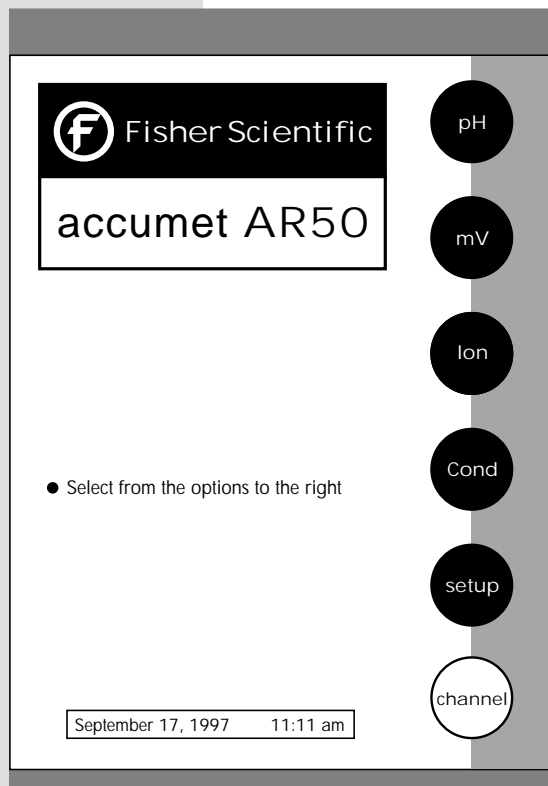 Fisher Scientific
accumet AR50
Select from the options to the right
September 17, 1997 11:11 am
pH
mV
Ion
Cond
setup
channel